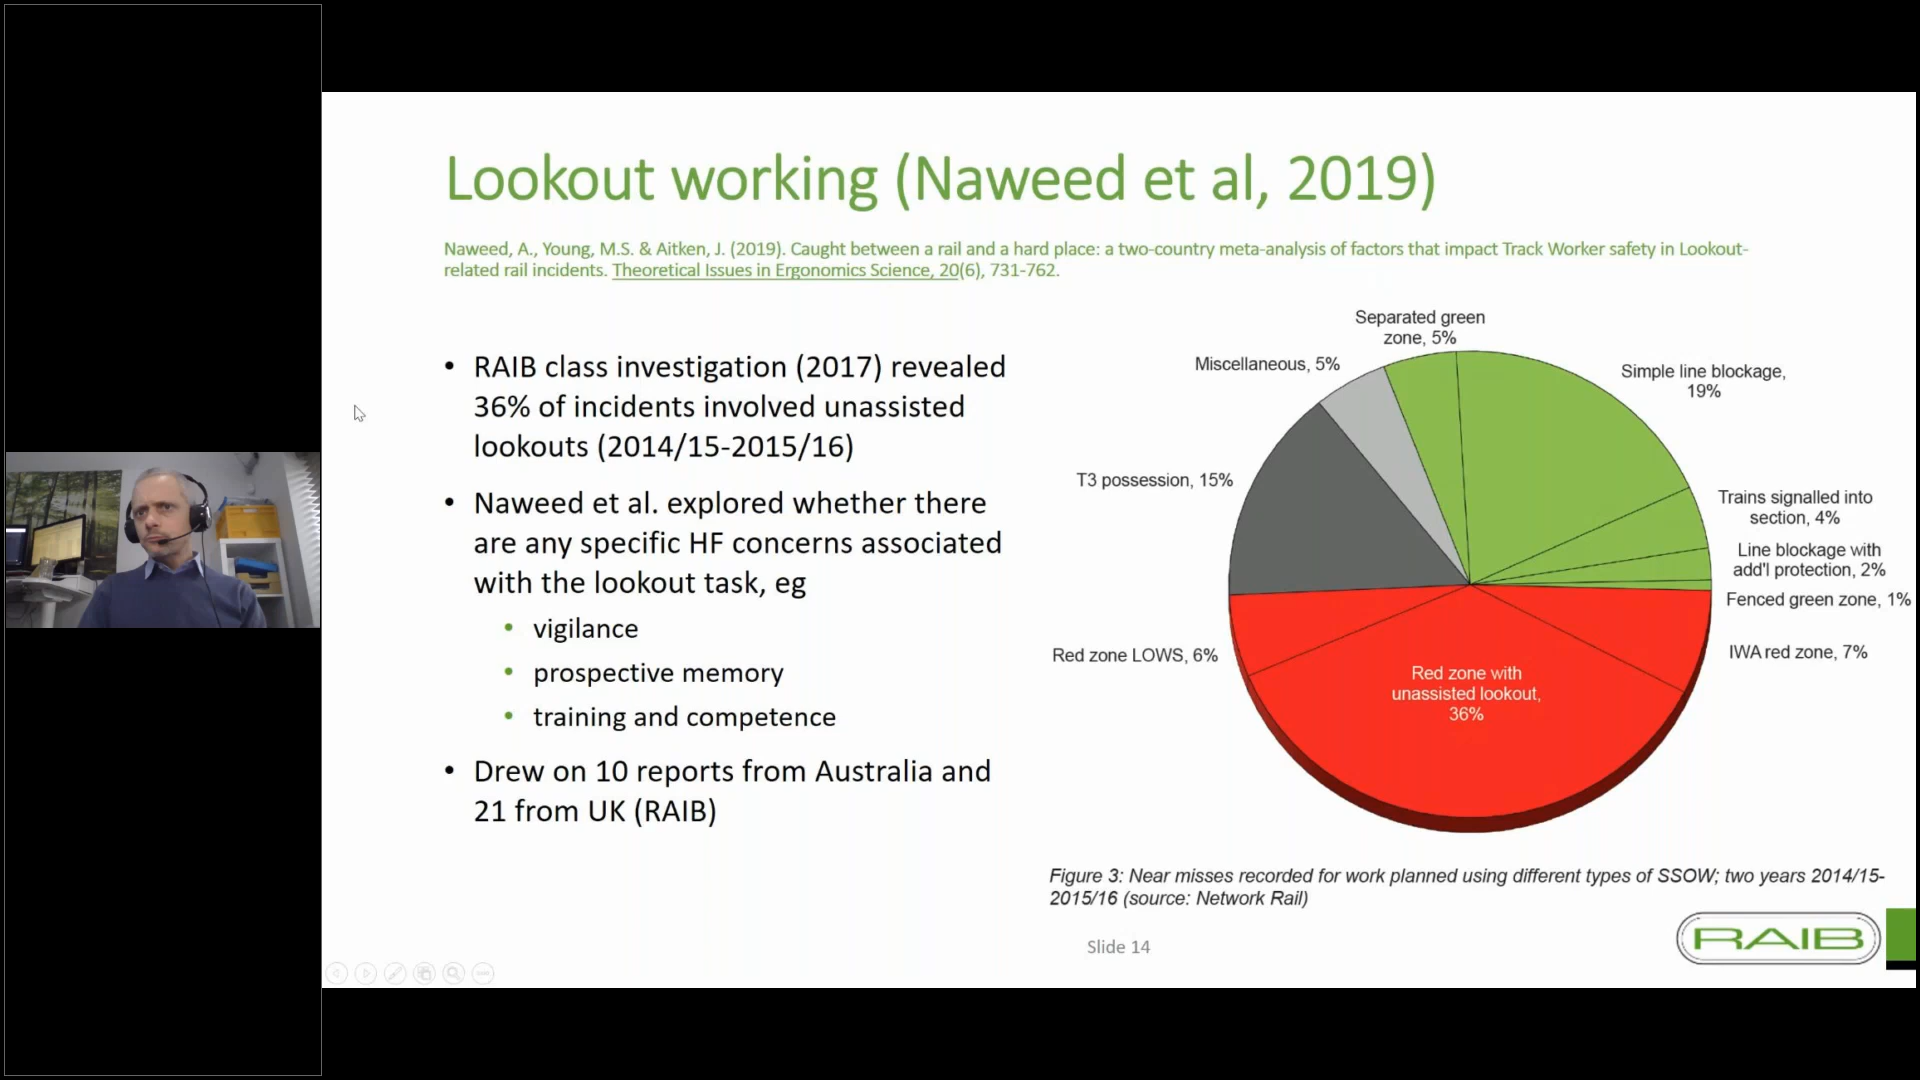 Lookout working (Naweed et al, 2019)
Naweed, A., Young, M.S. & Aitken, J. (2019). Caught between a rail and a hard place: a two-country meta-analysis of factors that impact Track Worker safety in Lookout-
related rail incidents. Theoretical Issues in Ergonomics Science, 20(6), 731-762.
• RAIB class investigation (2017) revealed
36% of incidents involved unassisted
lookouts (2014/15-2015/16)
• Naweed et al. explored whether there
are any specific HF concerns associated
with the lookout task, eg
• vigilance
• prospective memory
• training and competence
• Drew on 10 reports from Australia and
21 from UK (RAIB)
Separated green
zone, 5%
Miscellaneous, 5%
Simple line blockage,
19%
T3 possession, 15%
Trains signalled into
section, 4%
Line blockage with
add'l protection, 2%
Fenced green zone, 1%
IWA red zone, 7%
Red zone LOWS, 6%
Red zone with
unassisted lookout,
36%
Figure 3: Near misses recorded for work planned using different types of SSOW; two years 2014/15-
2015/16 (source: Network Rail)
Slide 14
RAIB